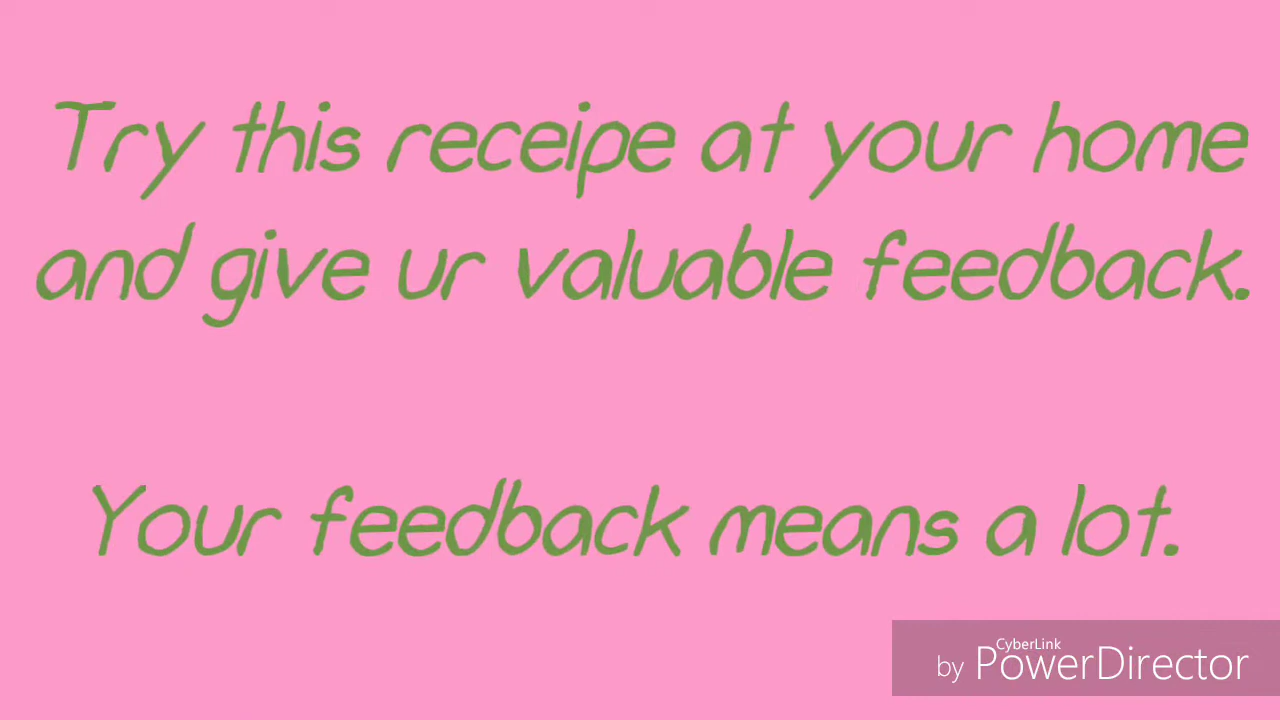 Try this receipe at your home
and give ur valuable feedback.
Your feedback means a lot.
CyberLink
by PowerDirector